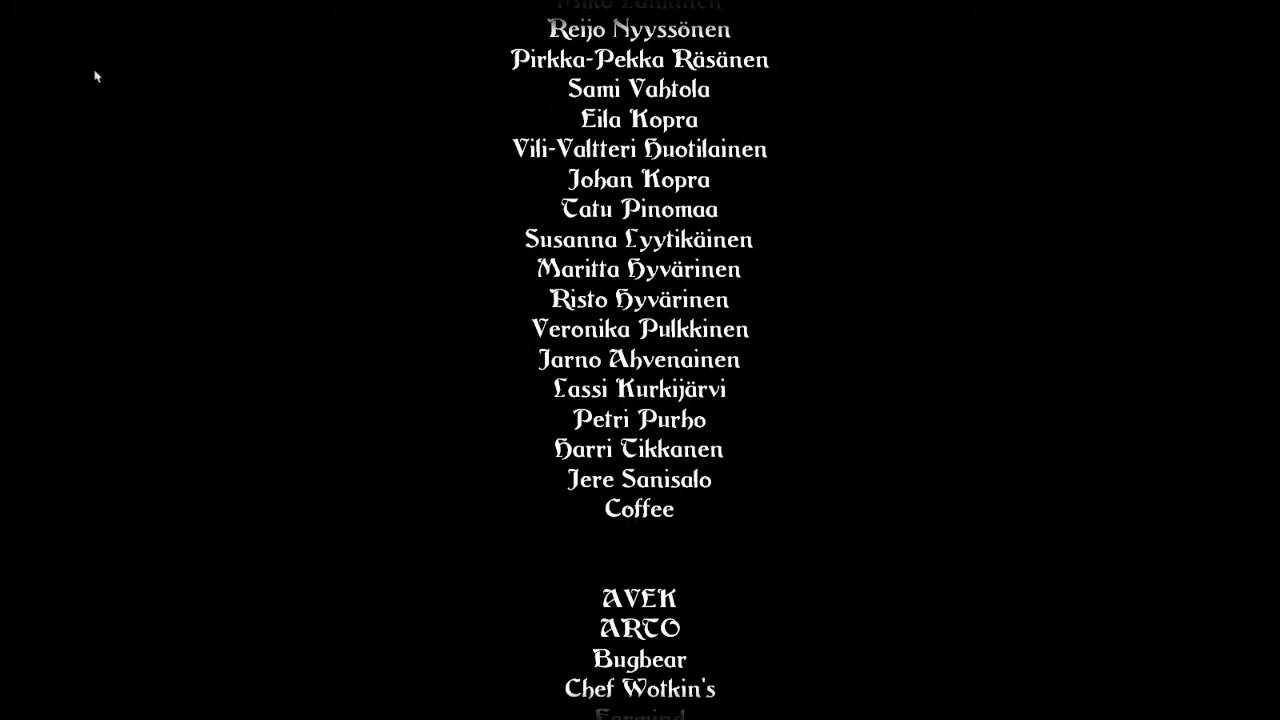 Reijo Nyyssönen
Pirkka-Pekka Räsänen
Sami Vahtola
Eila Kopra
Vili-Valtteri Huotilainen
Johan Kopra
Tatu Pinomaa
Susanna Lyytikäinen
Maritta Hyvärinen
Risto Hyvärinen
Veronika Pulkkinen
Jarno Ahvenainen
Lassi Kurkijärvi
Petri Purho
Harri Tikkanen
Jere Sanisalo
Coffee
AVEK
ARTO
Bugbear
Chef Wotkin's